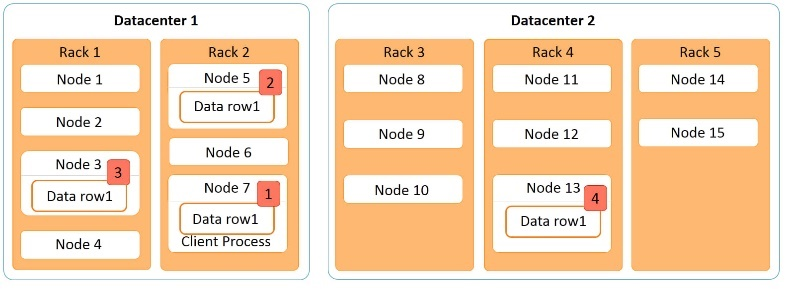 Datacenter 1
Rack 1
Node 1
Node 2
Node 3
3
Data row1
Node 4
Rack 2
Node 5
2
Data row1
Node 6
Node 7
1
Data row1
Client Process
Datacenter 2
Rack 3
Node 8
Node 9
Node 10
Rack 4
Node 11
Node 12
Node 13
4
Data row1
Rack 5
Node 14
Node 15